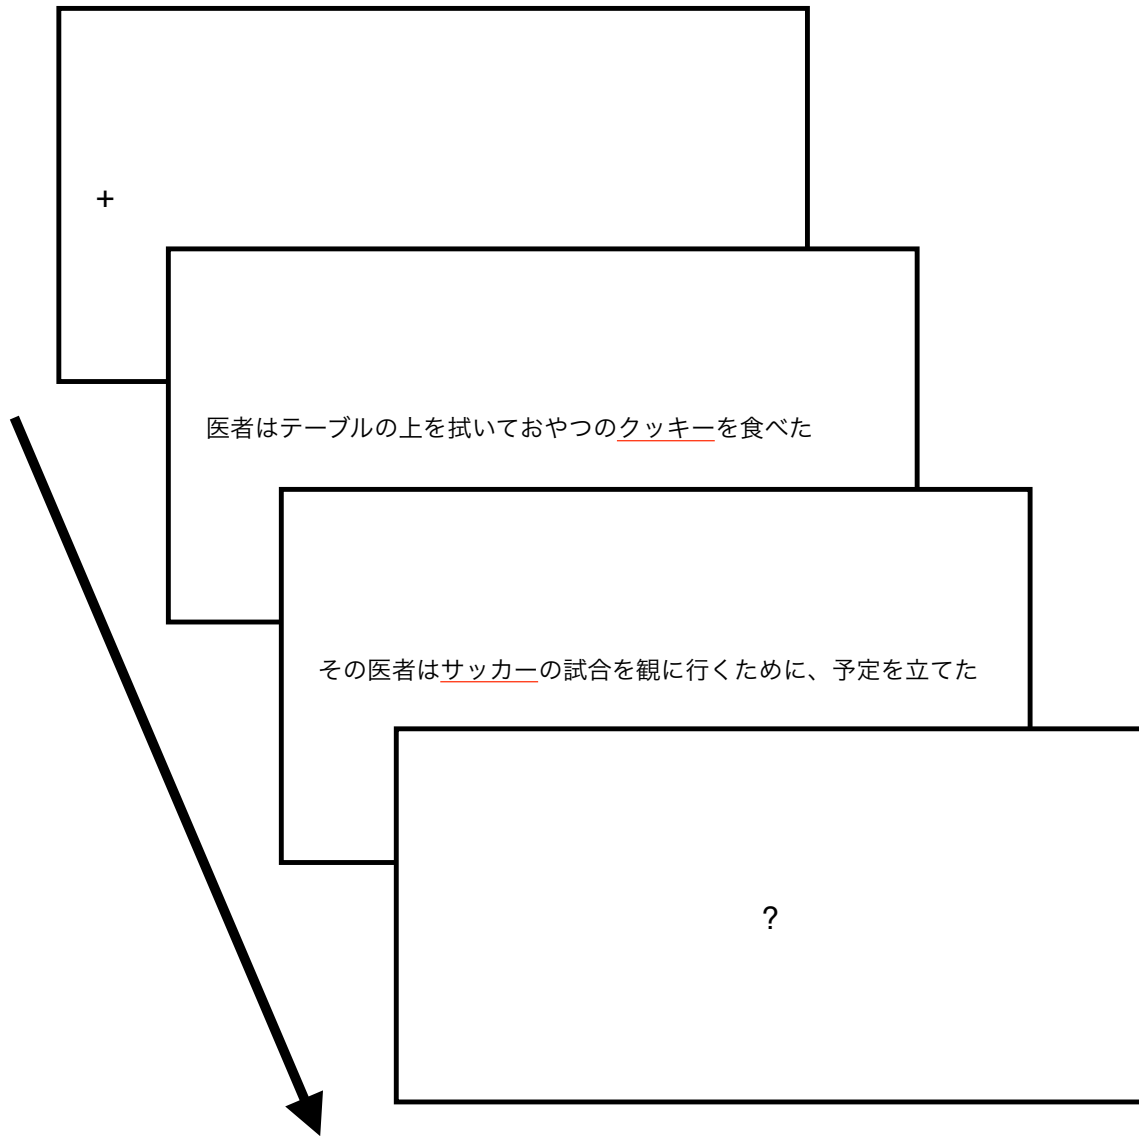 +
医者はテーブルの上を拭いておやつのクッキーを食べた
その医者はサッカーの試合を観に行くために、予定を立てた
?